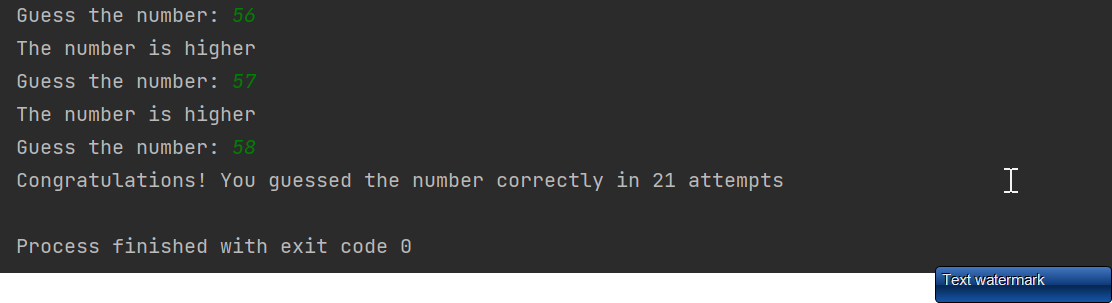 Guess the number: 56
The number is higher
Guess the number: 57
The number is higher
Guess the number: 58
Congratulations! You guessed the number correctly in 21 attempts
Process finished with exit code 0
Text watermark